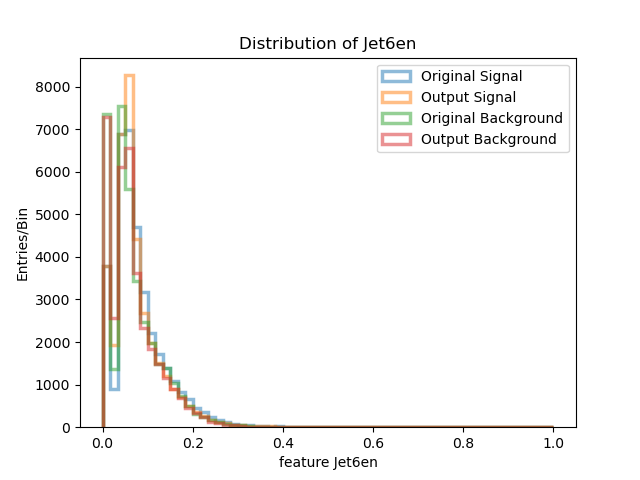 Distribution of Jet6en
Original Signal
Output Signal
Original Background
Output Background
Entries/Bin
8000
7000
6000
5000
4000
3000
2000
1000
0
0.0 0.2 0.4 0.6 0.8 1.0
feature Jet6en